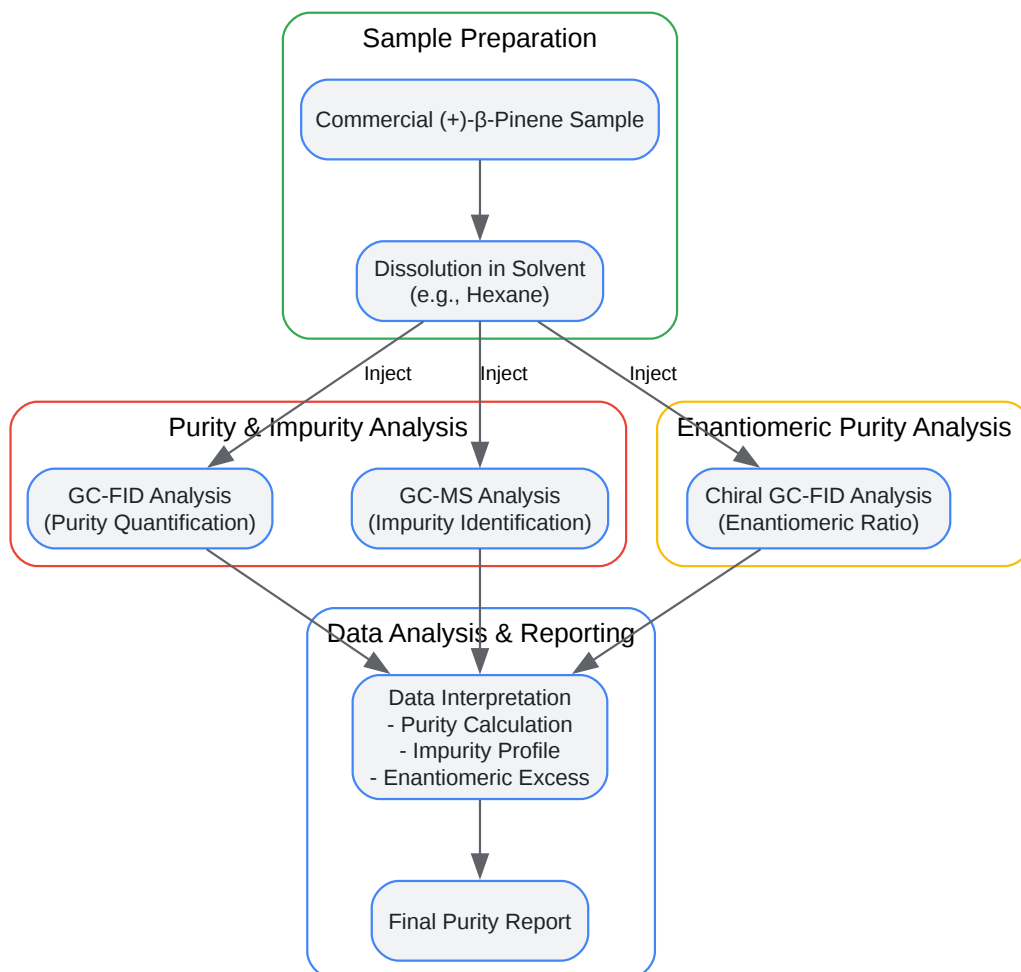 Sample Preparation
Commercial (+)-β-Pinene Sample
Dissolution in Solvent
(e.g., Hexane)
Inject
Inject
Inject
Purity & Impurity Analysis
Enantiomeric Purity Analysis
GC-FID Analysis
(Purity Quantification)
GC-MS Analysis
(Impurity Identification)
Chiral GC-FID Analysis
(Enantiomeric Ratio)
Data Analysis & Reporting
Data Interpretation
- Purity Calculation
- Impurity Profile
- Enantiomeric Excess
Final Purity Report